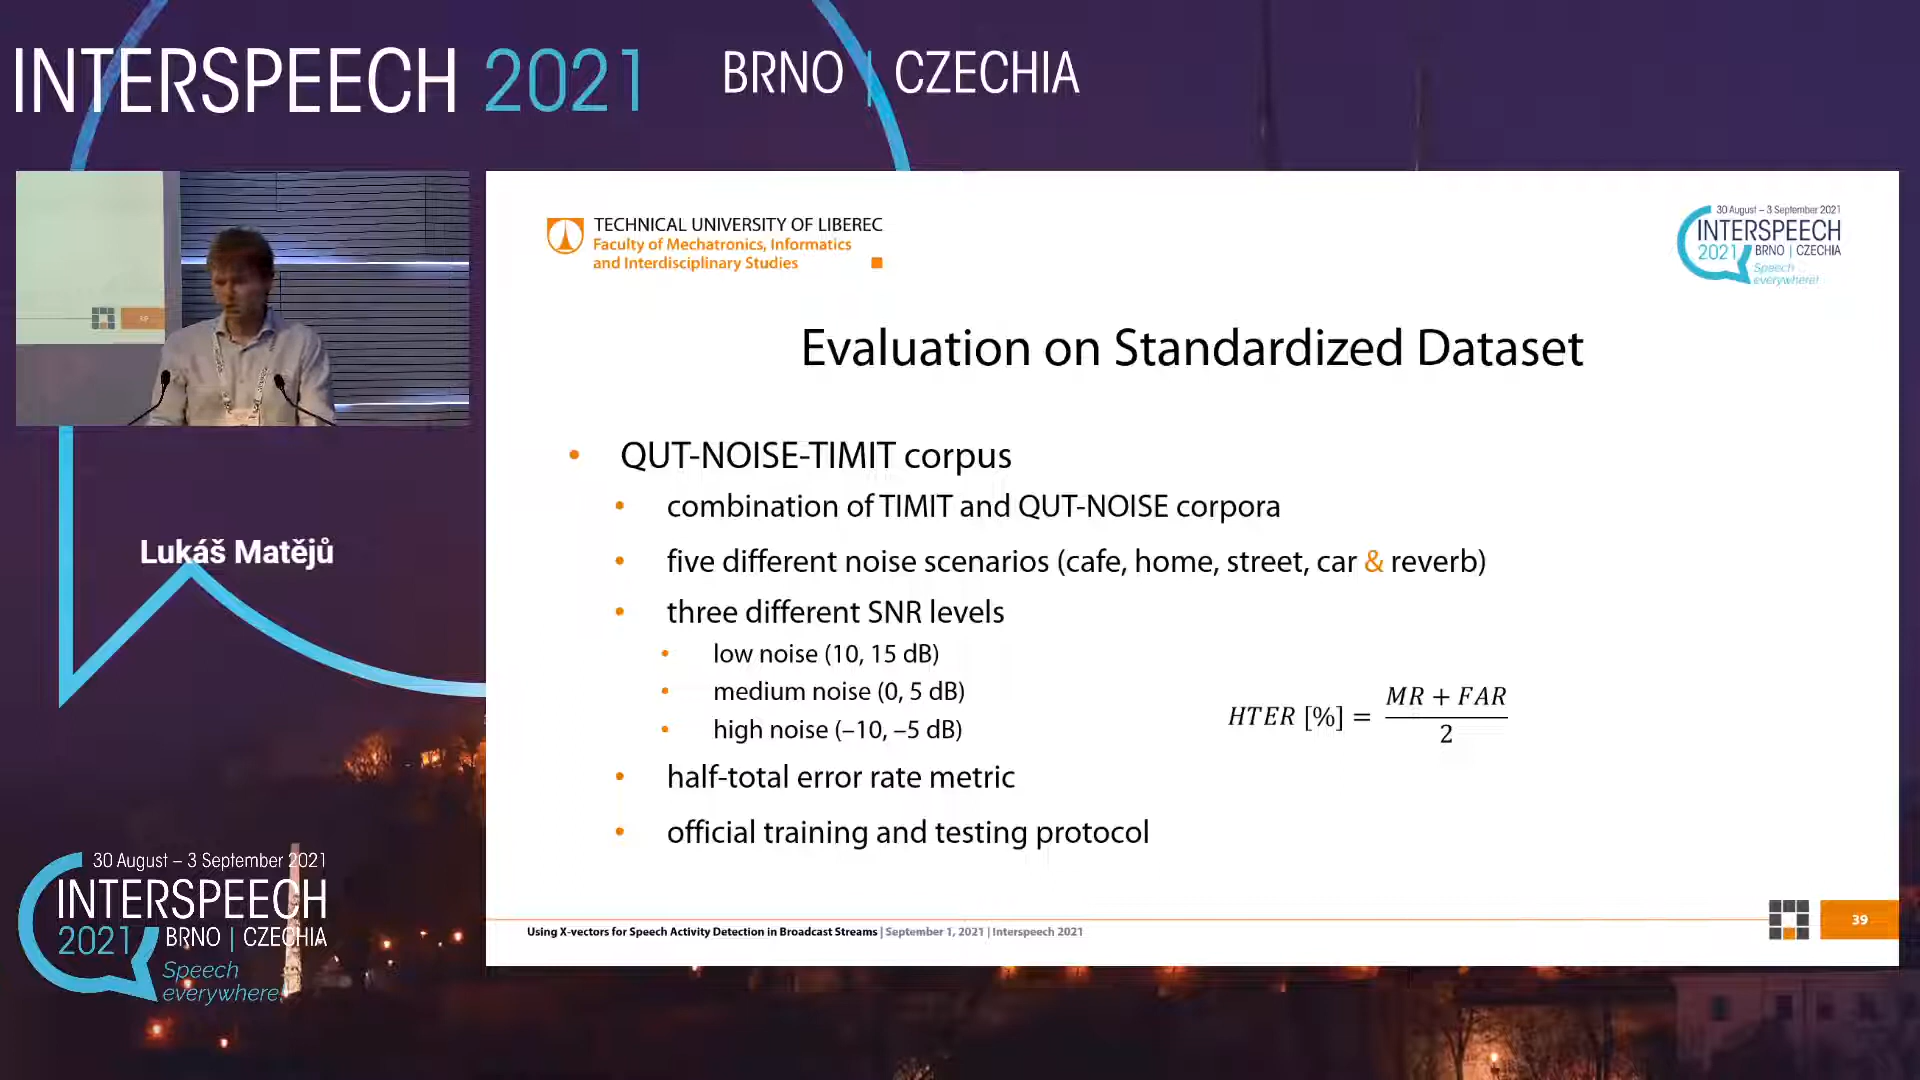 INTERSPEECH 2021
BRNO | CZECHIA
TECHNICAL UNIVERSITY OF LIBEREC
Faculty of Mechatronics, Informatics
and Interdisciplinary Studies
30 August – 3 September 2021
INTERSPEECH
2021 BRNO | CZECHIA
Speech
everywhere!
Evaluation on Standardized Dataset
• QUT-NOISE-TIMIT corpus
• combination of TIMIT and QUT-NOISE corpora
• five different noise scenarios (cafe, home, street, car & reverb)
• three different SNR levels
• low noise (10, 15 dB)
• medium noise (0, 5 dB)
• high noise (–10, –5 dB)
HTER [%] = MR + FAR / 2
• half-total error rate metric
• official training and testing protocol
Using X-vectors for Speech Activity Detection in Broadcast Streams | September 1, 2021 | Interspeech 2021
39
Lukáš Matějů
30 August – 3 September 2021
INTERSPEECH
2021 BRNO | CZECHIA
Speech
everywhere!